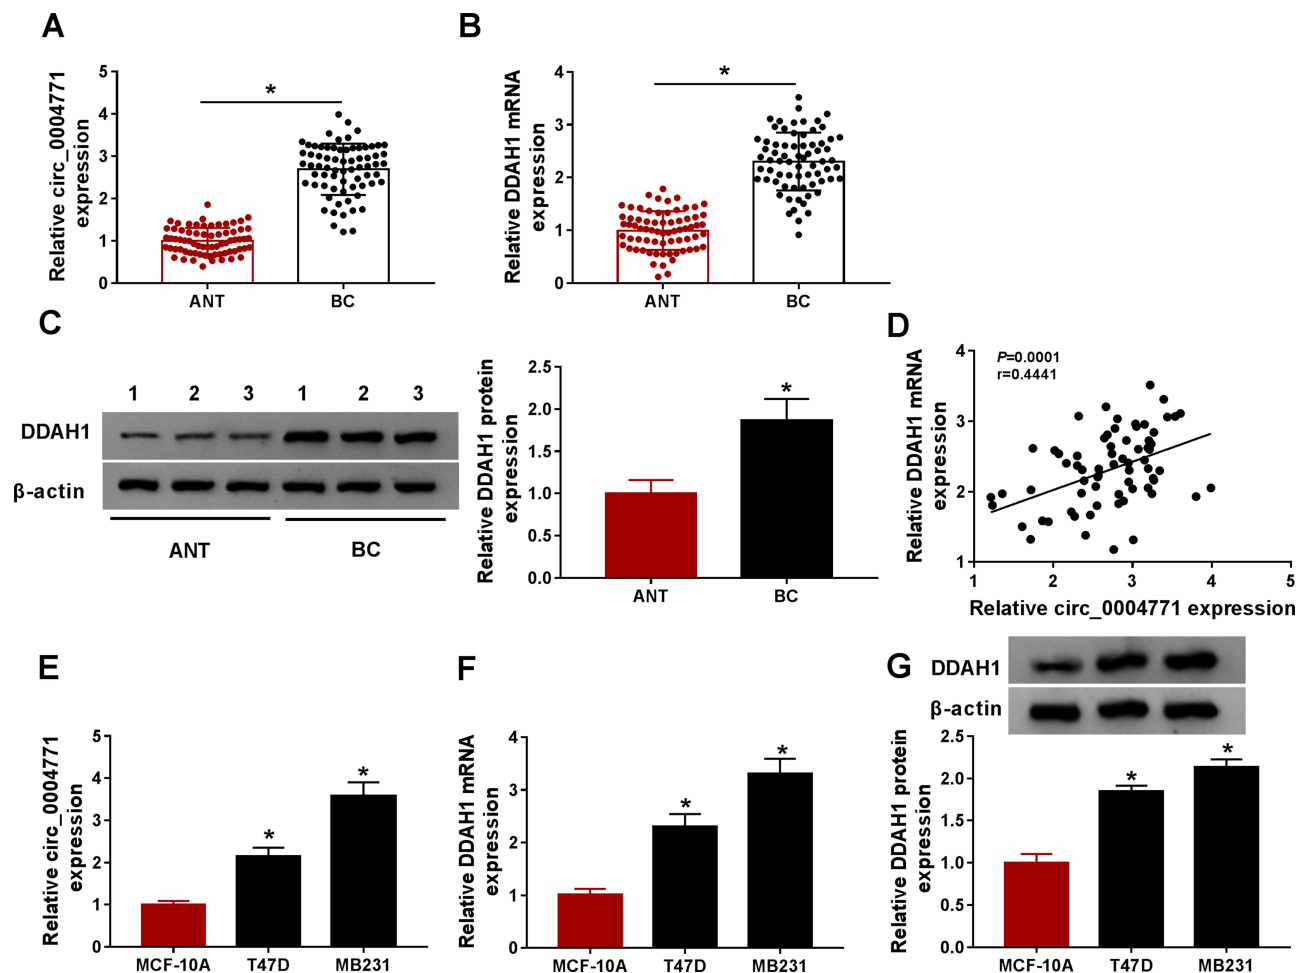 A
Relative circ_0004771
expression
5
4
3
2
1
0
*
ANT
BC
B
Relative DDAH1 mRNA
expression
4
3
2
1
0
*
ANT
BC
C
1 2 3 1 2 3
DDAH1
β-actin
ANT
BC
Relative DDAH1 protein
expression
2.5
2.0
1.5
1.0
0.5
0.0
*
ANT
BC
D
Relative DDAH1 mRNA
expression
4
3
2
1
P=0.0001
r=0.4441
1 2 3 4 5
Relative circ_0004771 expression
E
Relative circ_0004771
expression
5
4
3
2
1
0
*
*
MCF-10A T47D MB231
F
Relative DDAH1 mRNA
expression
4
3
2
1
0
*
*
MCF-10A T47D MB231
G
DDAH1
β-actin
Relative DDAH1 protein
expression
2.5
2.0
1.5
1.0
0.5
0.0
*
*
MCF-10A T47D MB231